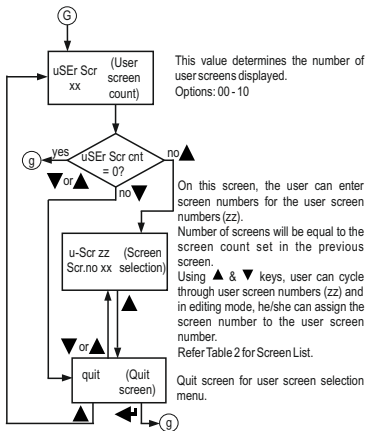 G
uSEr Scr (User
xx screen
count)
This value determines the number of
user screens displayed.
Options: 00 - 10
yes
no▲
g
uSEr Scr cnt
= 0?
▼or▲
no▼
On this screen, the user can enter
screen numbers for the user screen
numbers (zz).
Number of screens will be equal to the
screen count set in the previous
screen.
Using ▲ & ▼ keys, user can cycle
through user screen numbers (zz) and
in editing mode, he/she can assign the
screen number to the user screen
number.
Refer Table 2 for Screen List.
u-Scr zz (Screen
Scr.no xx selection)
▲
▼ or▲
quit (Quit
screen)
Quit screen for user screen selection
menu.
▲
g